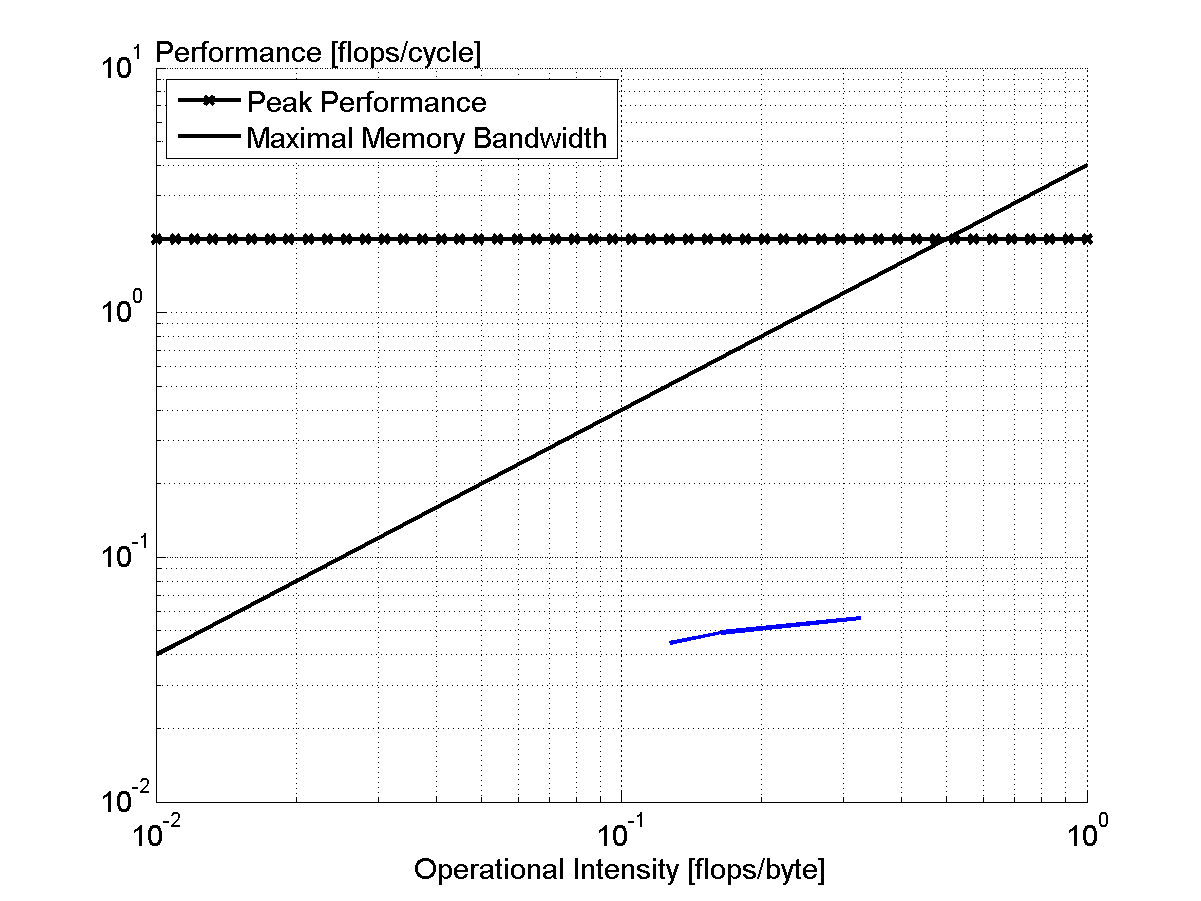 Performance [flops/cycle]
10^1
Peak Performance
Maximal Memory Bandwidth
10^0
10^-1
10^-2
10^-2 10^-1 10^0
Operational Intensity [flops/byte]